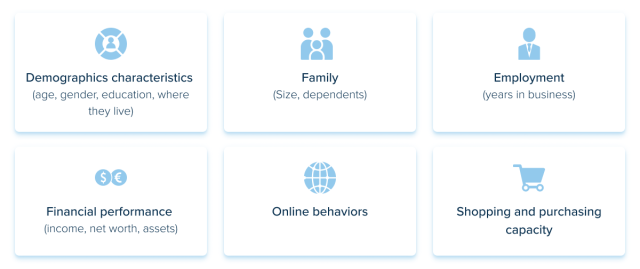 Demographics characteristics
(age, gender, education, where
they live)
Family
(Size, dependents)
Employment
(years in business)
$ €
Financial performance
(income, net worth, assets)
Online behaviors
Shopping and purchasing
capacity